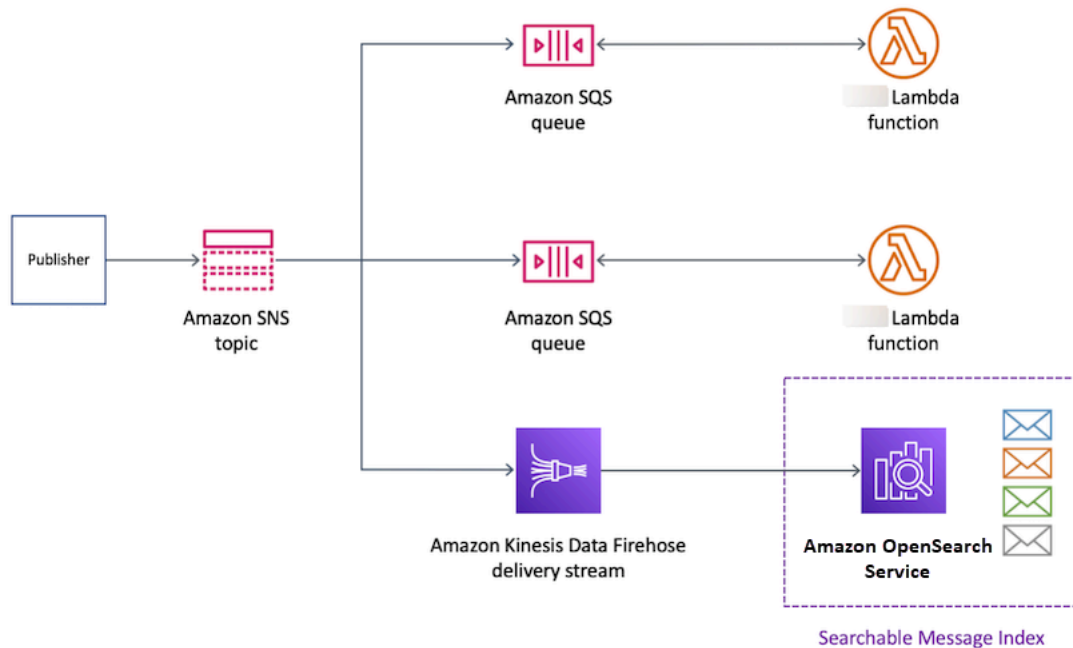 Amazon SQS
queue
Lambda
function
Publisher
Amazon SNS
topic
Amazon SQS
queue
Lambda
function
Amazon Kinesis Data Firehose
delivery stream
Amazon OpenSearch
Service
Searchable Message Index